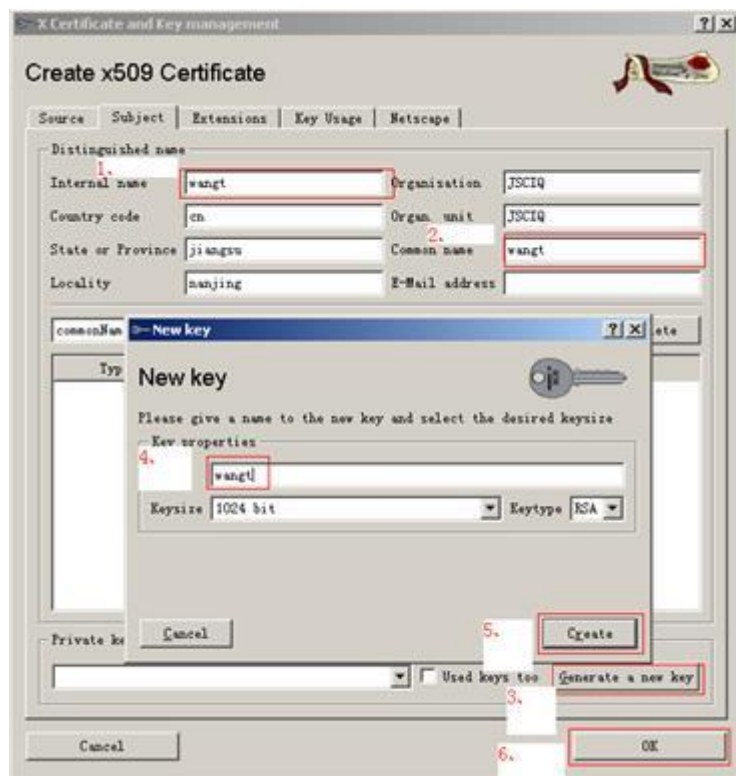 X Certificate and Key management
Create x509 Certificate
Source Subject Extensions Key Usage Netscape
Distinguished name
1、
Internal name wangt Organisation JSCIQ
Country code cn Organ. unit JSCIQ
2、
State or Province jiangsu Common name wangt
Locality nanjing E-Mail address
commonNam
New key
Typ
New key
Please give a name to the new key and select the desired keysize
Key properties
4、
wangt
Keysize 1024 bit Keytype RSA
Cancel 5、 Create
Private ke
Used keys too Generate a new key
3、
Cancel 6、 OK